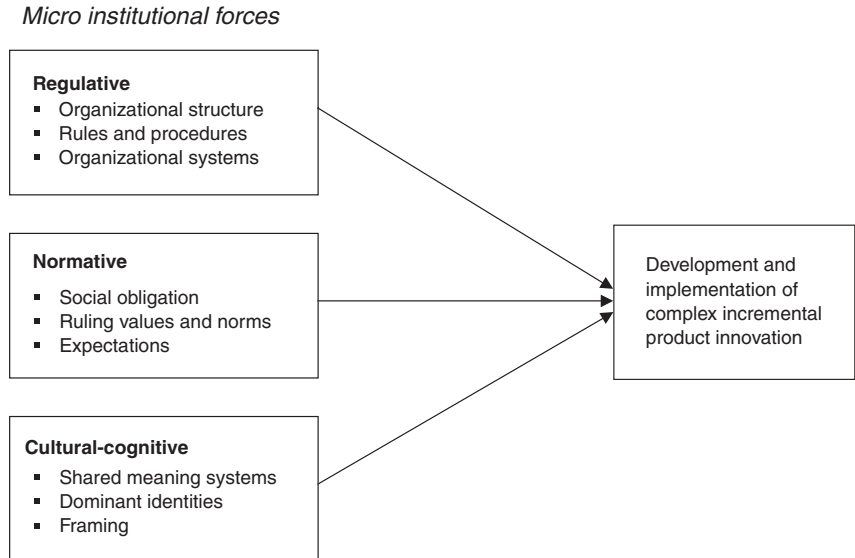 Micro institutional forces
Regulative
▪ Organizational structure
▪ Rules and procedures
▪ Organizational systems
Normative
▪ Social obligation
▪ Ruling values and norms
▪ Expectations
Cultural-cognitive
▪ Shared meaning systems
▪ Dominant identities
▪ Framing
Development and
implementation of
complex incremental
product innovation